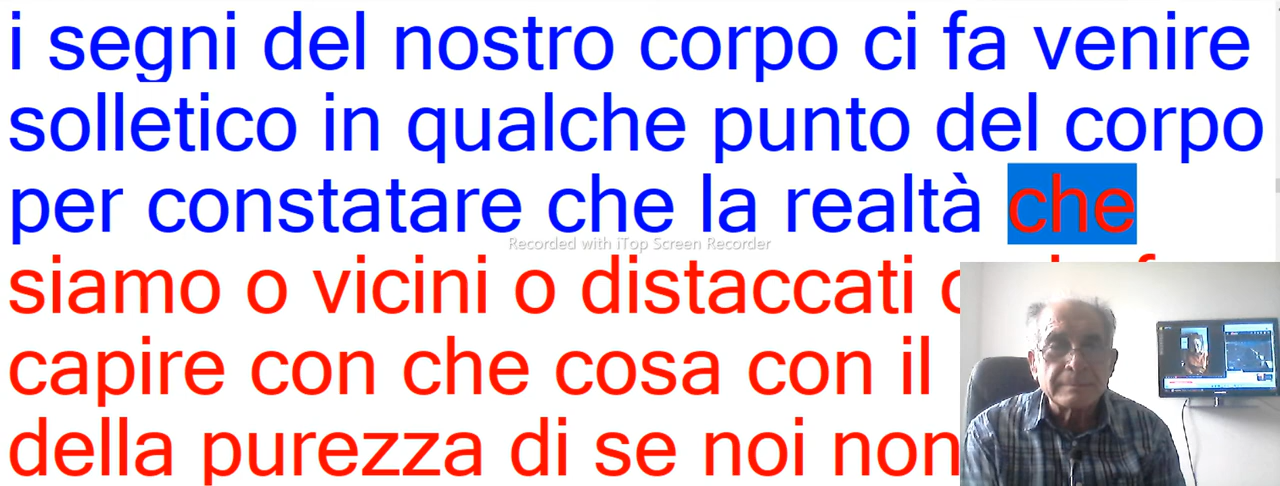 i segni del nostro corpo ci fa venire
solletico in qualche punto del corpo
per constatare che la realtà che
Recorded with iTop Screen Recorder
siamo o vicini o distaccati
capire con che cosa con il
della purezza di se noi non